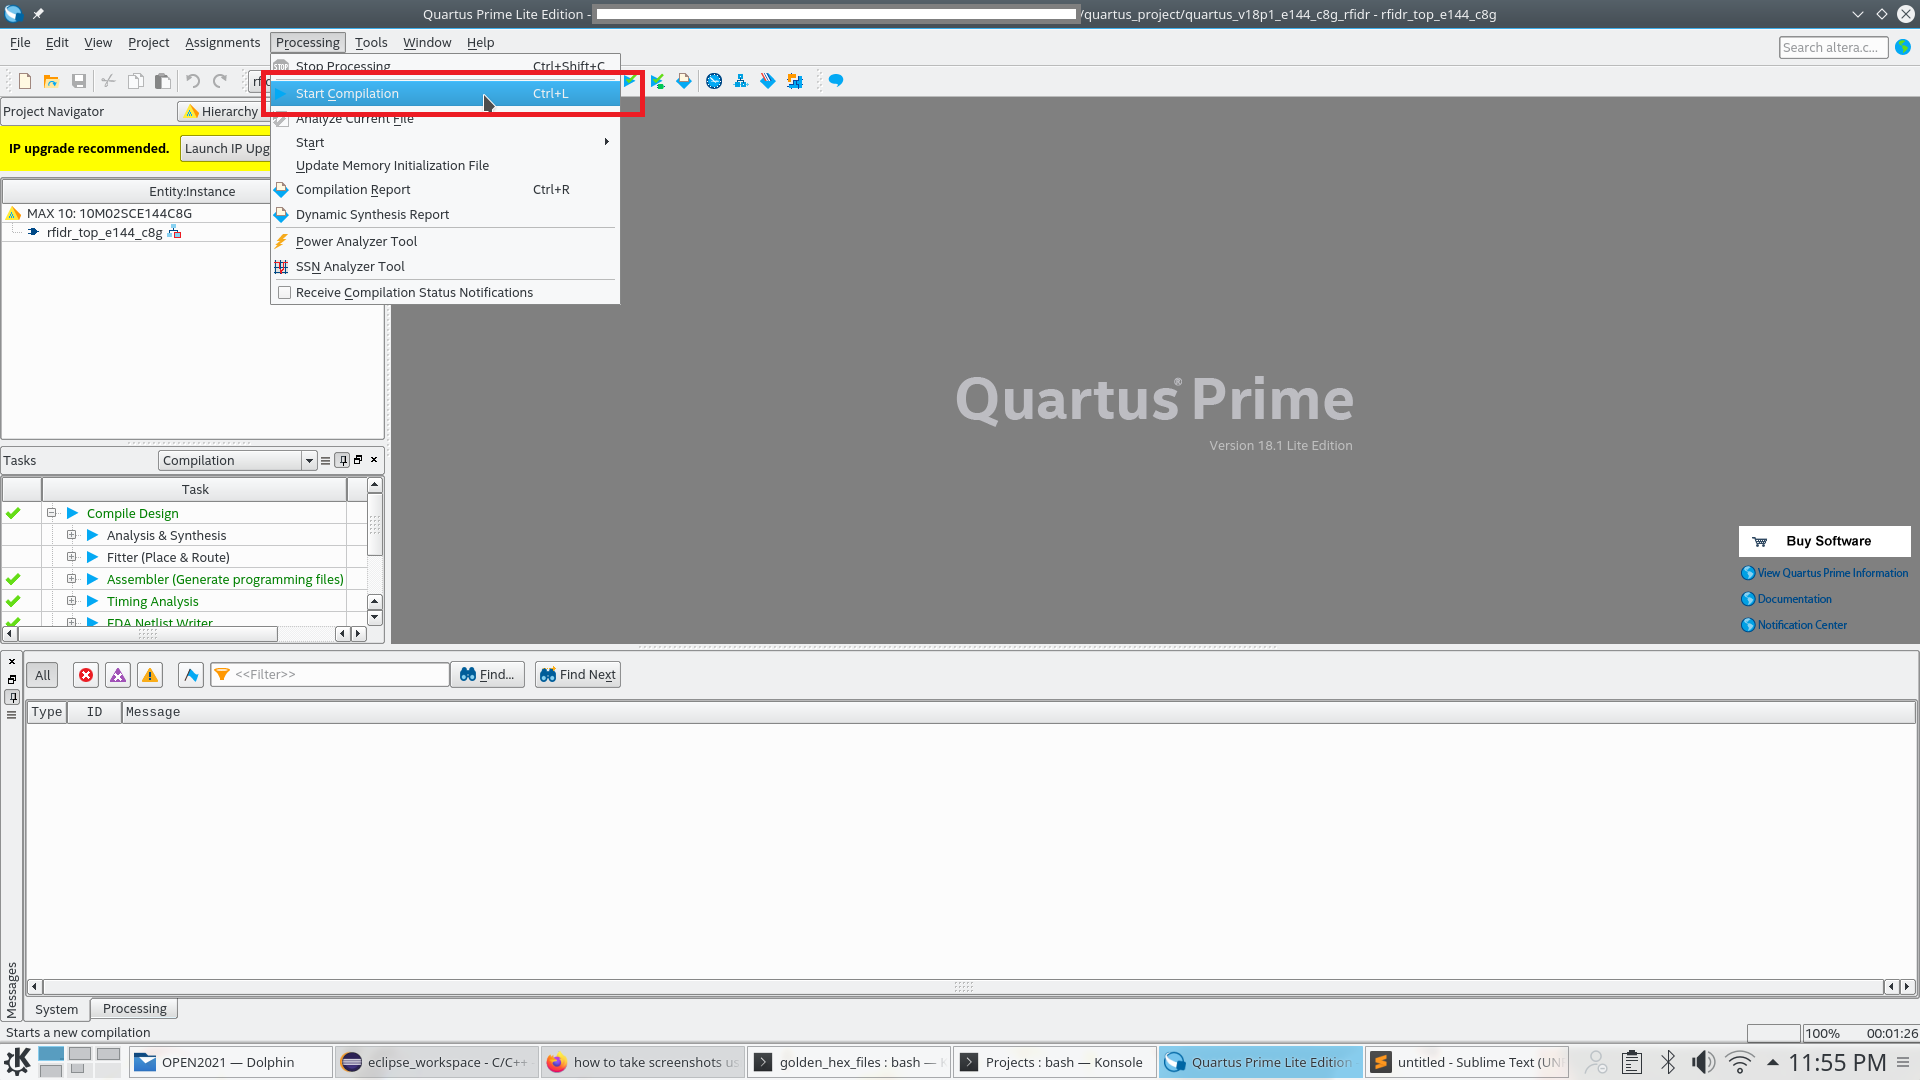 Quartus Prime Lite Edition - /quartus_project/quartus_v18p1_e144_c8g_rfidr - rfidr_top_e144_c8g
File Edit View Project Assignments Processing Tools Window Help
Search altera.c...
Stop Processing Ctrl+Shift+C
Start Compilation Ctrl+L
Analyze Current File
Start
Update Memory Initialization File
Compilation Report Ctrl+R
Dynamic Synthesis Report
Power Analyzer Tool
SSN Analyzer Tool
Receive Compilation Status Notifications
Project Navigator Hierarchy
IP upgrade recommended. Launch IP Upg
Entity:Instance
MAX 10: 10M02SCE144C8G
rfidr_top_e144_c8g
Quartus® Prime
Version 18.1 Lite Edition
Buy Software
View Quartus Prime Information
Documentation
Notification Center
Tasks Compilation
Task
Compile Design
Analysis & Synthesis
Fitter (Place & Route)
Assembler (Generate programming files)
Timing Analysis
EDA Netlist Writer
All <<Filter>> Find... Find Next
Type ID Message
Messages
System Processing
Starts a new compilation 100% 00:01:26
OPEN2021 — Dolphin eclipse_workspace - C/C++ how to take screenshots us golden_hex_files : bash — Projects : bash — Konsole Quartus Prime Lite Edition untitled - Sublime Text (UN 11:55 PM